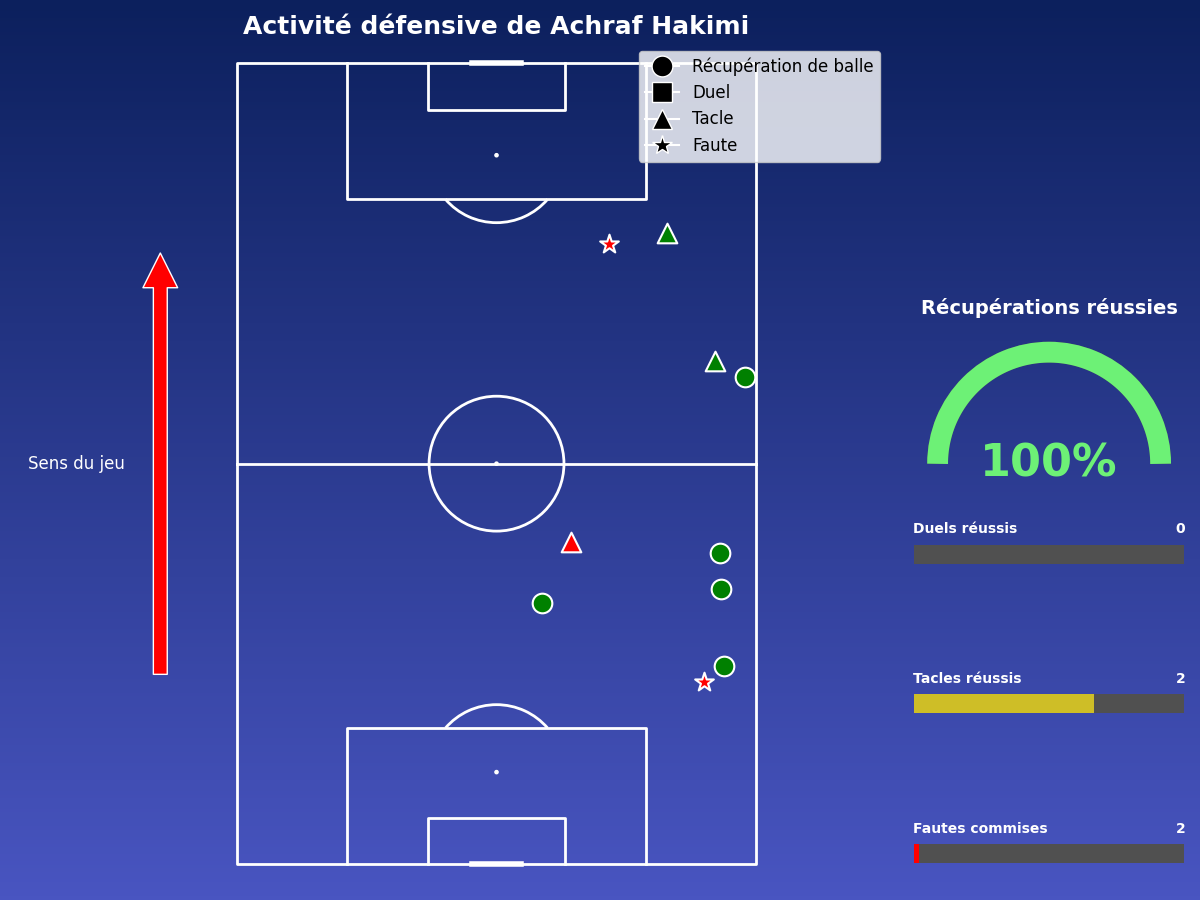 Activité défensive de Achraf Hakimi
Récupération de balle
Duel
Tacle
Faute
Sens du jeu
Récupérations réussies
100%
Duels réussis 0
Tacles réussis 2
Fautes commises 2